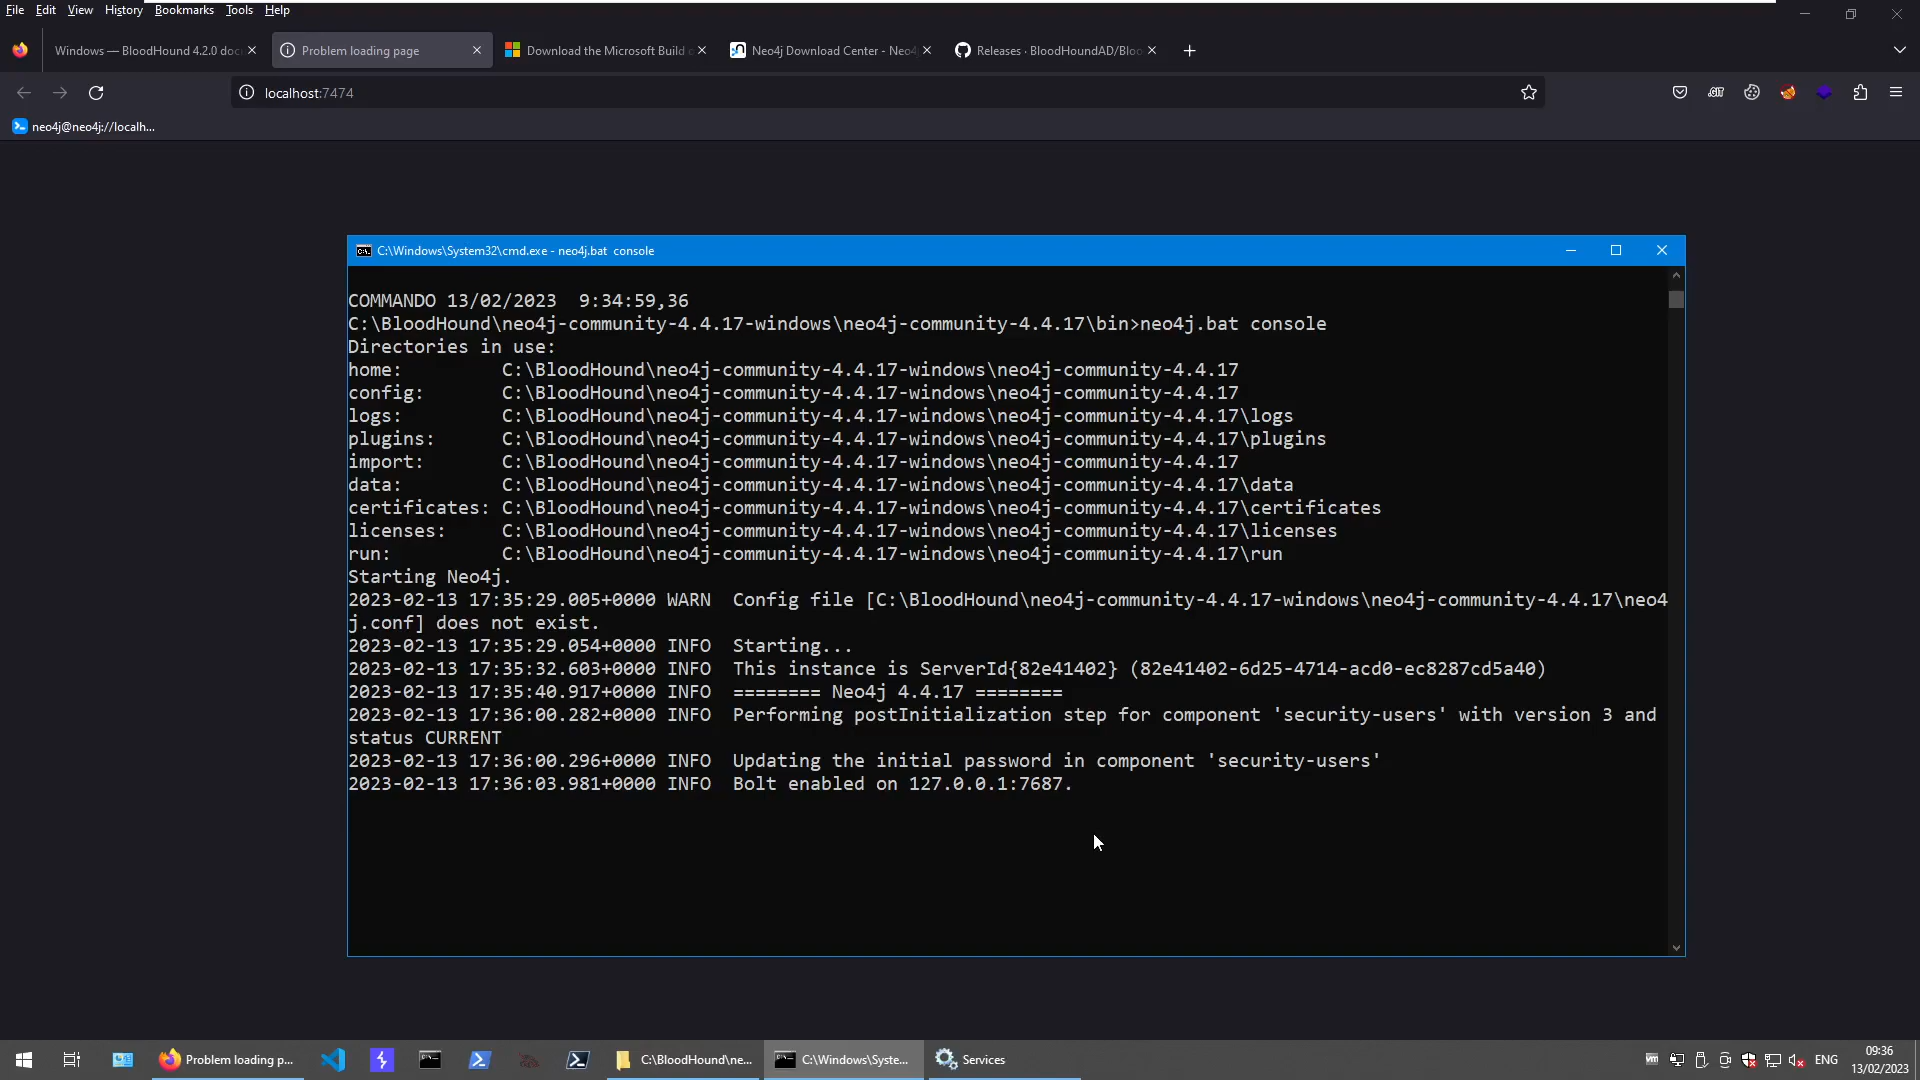 File Edit View History Bookmarks Tools Help
Windows — BloodHound 4.2.0 doc
Problem loading page
Download the Microsoft Build o
Neo4j Download Center - Neo4j
Releases · BloodHoundAD/Bloo
localhost:7474
neo4j@neo4j://localh...
C:\Windows\System32\cmd.exe - neo4j.bat console
COMMANDO 13/02/2023  9:34:59,36
C:\BloodHound\neo4j-community-4.4.17-windows\neo4j-community-4.4.17\bin>neo4j.bat console
Directories in use:
home:         C:\BloodHound\neo4j-community-4.4.17-windows\neo4j-community-4.4.17
config:       C:\BloodHound\neo4j-community-4.4.17-windows\neo4j-community-4.4.17
logs:         C:\BloodHound\neo4j-community-4.4.17-windows\neo4j-community-4.4.17\logs
plugins:      C:\BloodHound\neo4j-community-4.4.17-windows\neo4j-community-4.4.17\plugins
import:       C:\BloodHound\neo4j-community-4.4.17-windows\neo4j-community-4.4.17
data:         C:\BloodHound\neo4j-community-4.4.17-windows\neo4j-community-4.4.17\data
certificates: C:\BloodHound\neo4j-community-4.4.17-windows\neo4j-community-4.4.17\certificates
licenses:     C:\BloodHound\neo4j-community-4.4.17-windows\neo4j-community-4.4.17\licenses
run:          C:\BloodHound\neo4j-community-4.4.17-windows\neo4j-community-4.4.17\run
Starting Neo4j.
2023-02-13 17:35:29.005+0000 WARN  Config file [C:\BloodHound\neo4j-community-4.4.17-windows\neo4j-community-4.4.17\neo4
j.conf] does not exist.
2023-02-13 17:35:29.054+0000 INFO  Starting...
2023-02-13 17:35:32.603+0000 INFO  This instance is ServerId{82e41402} (82e41402-6d25-4714-acd0-ec8287cd5a40)
2023-02-13 17:35:40.917+0000 INFO  ======== Neo4j 4.4.17 ========
2023-02-13 17:36:00.282+0000 INFO  Performing postInitialization step for component 'security-users' with version 3 and
status CURRENT
2023-02-13 17:36:00.296+0000 INFO  Updating the initial password in component 'security-users'
2023-02-13 17:36:03.981+0000 INFO  Bolt enabled on 127.0.0.1:7687.
Problem loading p...
C:\BloodHound\ne...
C:\Windows\Syste...
Services
vm
ENG
09:36
13/02/2023